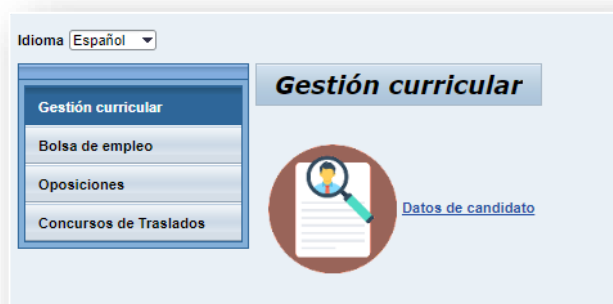 Idioma Español
Gestión curricular
Gestión curricular
Bolsa de empleo
Oposiciones
Concursos de Traslados
Datos de candidato